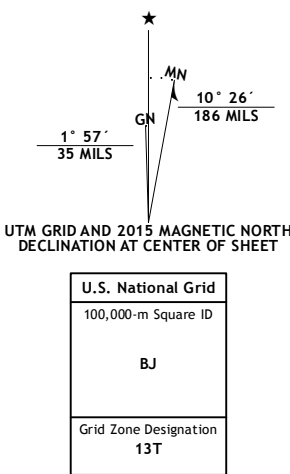 ★
MN
GN
10° 26´
186 MILS
1° 57´
35 MILS
UTM GRID AND 2015 MAGNETIC NORTH
DECLINATION AT CENTER OF SHEET
U.S. National Grid
100,000-m Square ID
BJ
Grid Zone Designation
13T